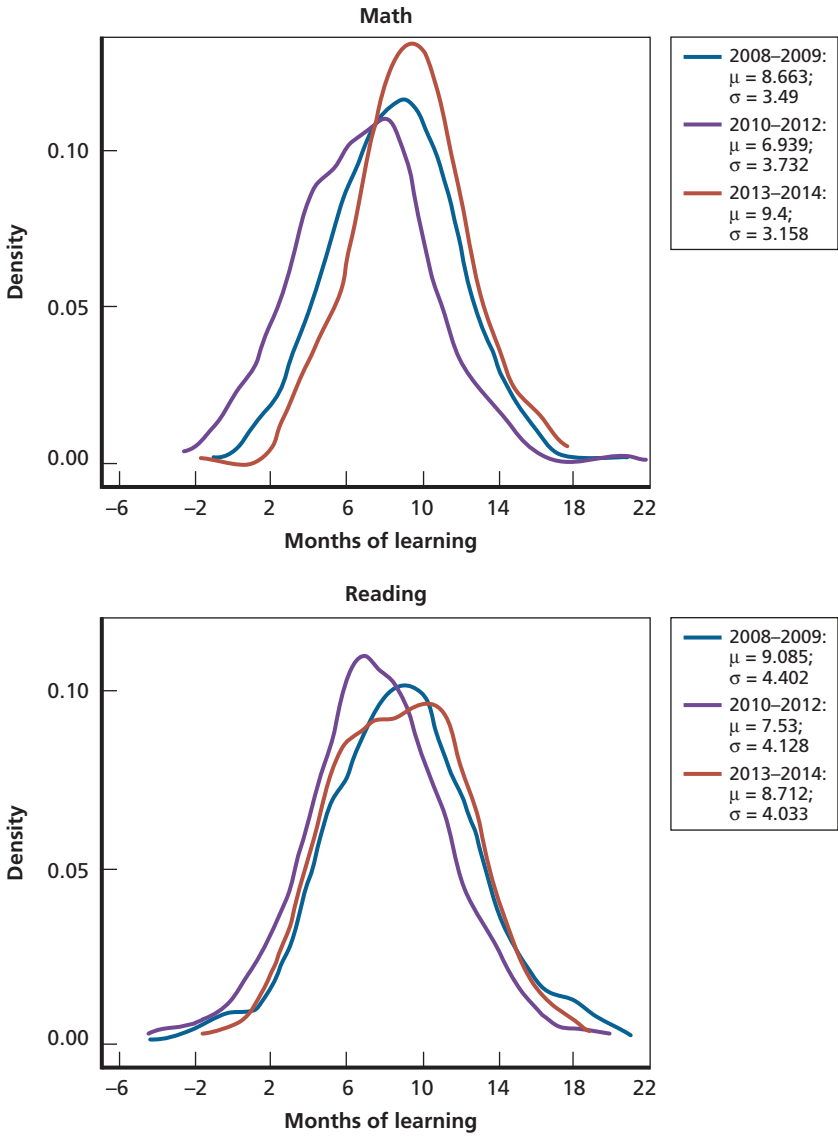 Math
Density
0.10
0.05
0.00
–6
–2
2
6
10
14
18
22
Months of learning
2008–2009:
μ = 8.663;
σ = 3.49
2010–2012:
μ = 6.939;
σ = 3.732
2013–2014:
μ = 9.4;
σ = 3.158
Reading
Density
0.10
0.05
0.00
–6
–2
2
6
10
14
18
22
Months of learning
2008–2009:
μ = 9.085;
σ = 4.402
2010–2012:
μ = 7.53;
σ = 4.128
2013–2014:
μ = 8.712;
σ = 4.033